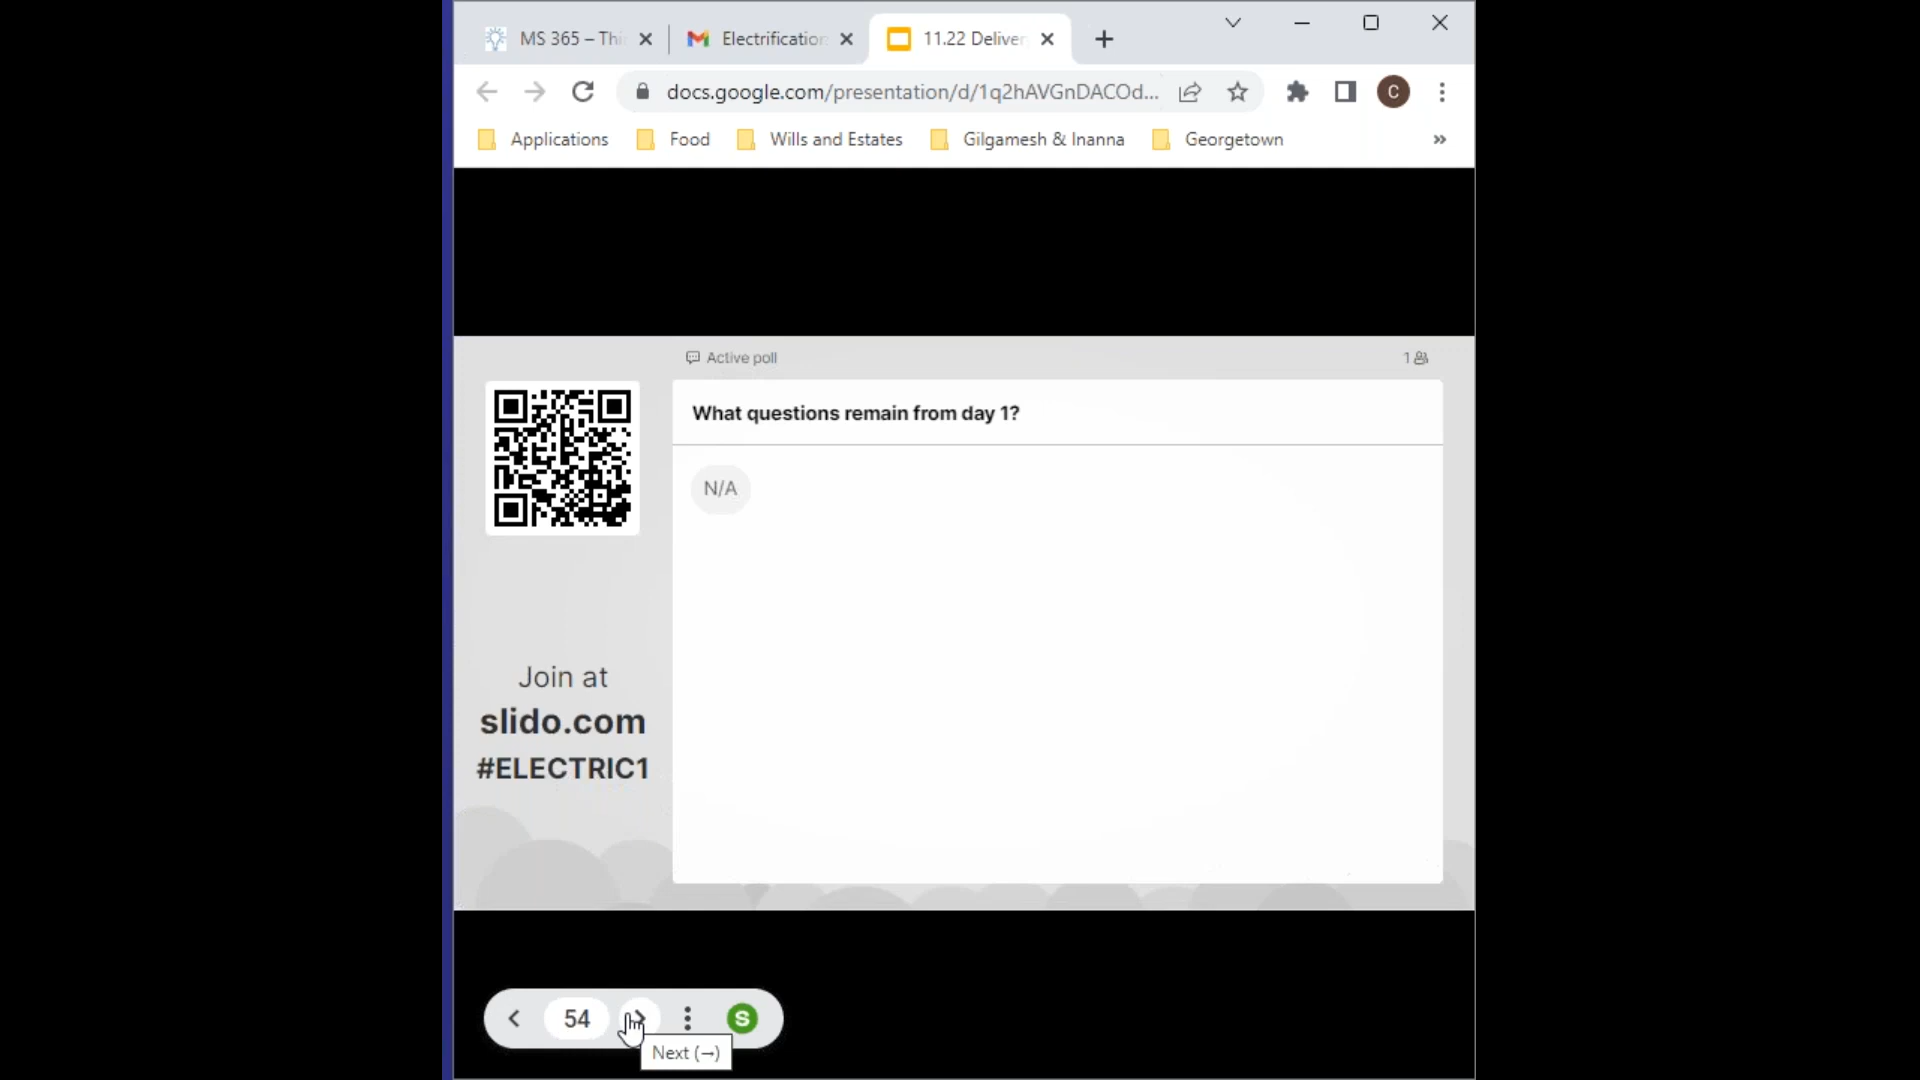 MS 365 – Thi
Electrification
11.22 Deliver
docs.google.com/presentation/d/1q2hAVGnDACOd...
C
Applications
Food
Wills and Estates
Gilgamesh & Inanna
Georgetown
»
Active poll
1
What questions remain from day 1?
N/A
Join at
slido.com
#ELECTRIC1
54
S
Next (→)